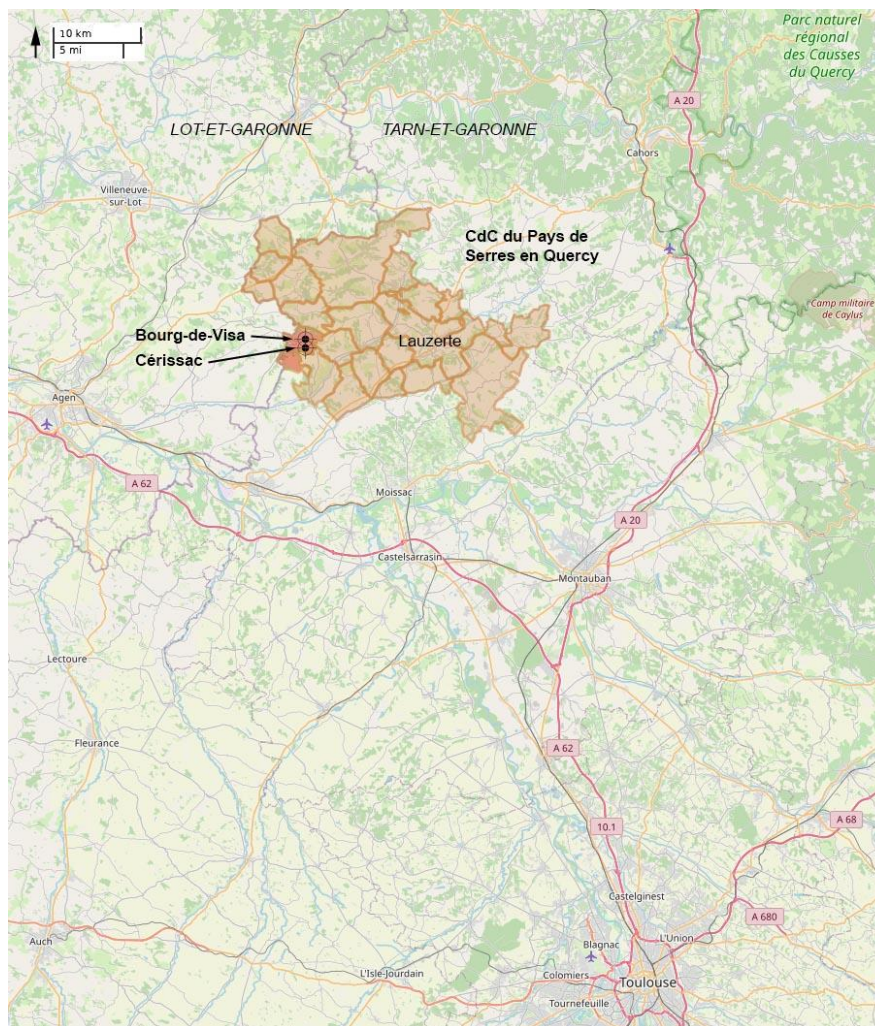 10 km
5 mi
Parc naturel
régional
des Causses
du Quercy
A 20
LOT-ET-GARONNE
TARN-ET-GARONNE
Cahors
Villeneuve-
sur-Lot
CdC du Pays de
Serres en Quercy
Camp militaire
de Caylus
Bourg-de-Visa
Lauzerte
Cérissac
Agen
A 62
Moissac
A 20
Castelsarrasin
Montauban
Lectoure
Fleurance
A 62
10.1
A 68
Castelginest
A 680
Auch
L'Union
Blagnac
L'Isle-Jourdain
Colomiers
Toulouse
Tournefeuille